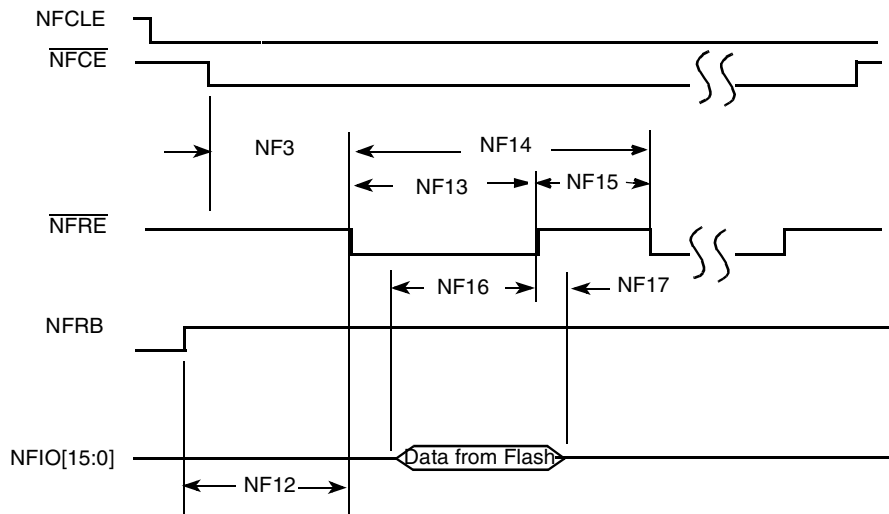 NFCLE
NFCE
NF3
NF14
NF13
NF15
NFRE
NF16
NF17
NFRB
NFIO[15:0]
Data from Flash
NF12